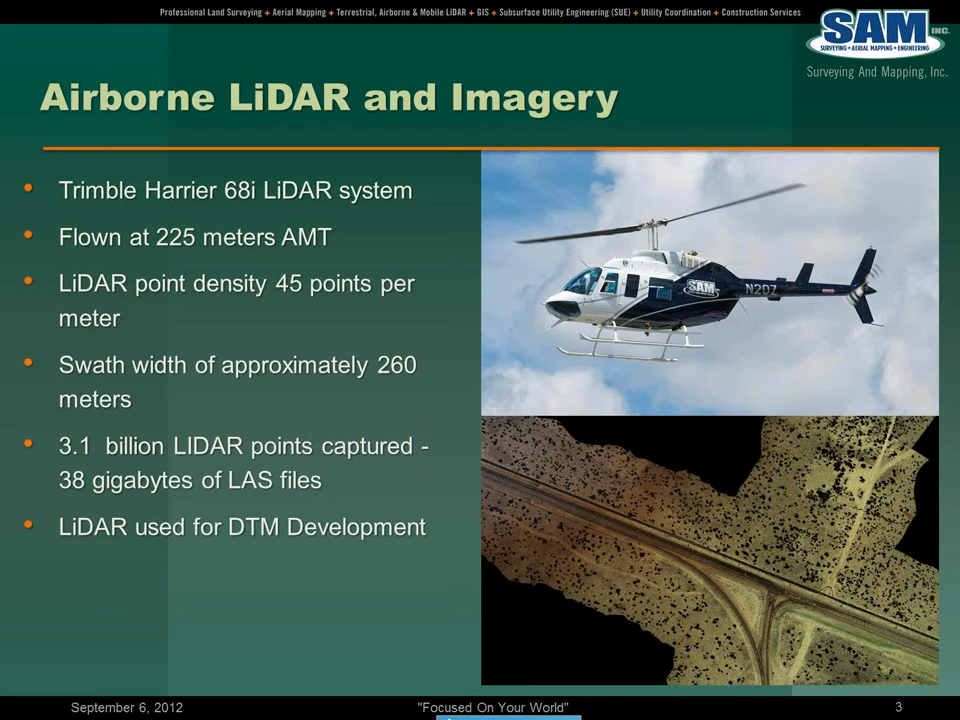 Professional Land Surveying + Aerial Mapping + Terrestrial, Airborne & Mobile LiDAR + GIS + Subsurface Utility Engineering (SUE) + Utility Coordination + Construction Services
SAM INC.
SURVEYING + AERIAL MAPPING + ENGINEERING
Surveying And Mapping, Inc.
Airborne LiDAR and Imagery
• Trimble Harrier 68i LiDAR system
• Flown at 225 meters AMT
• LiDAR point density 45 points per
meter
• Swath width of approximately 260
meters
• 3.1  billion LIDAR points captured -
38 gigabytes of LAS files
• LiDAR used for DTM Development
SAM
N20Z
September 6, 2012
"Focused On Your World"
3